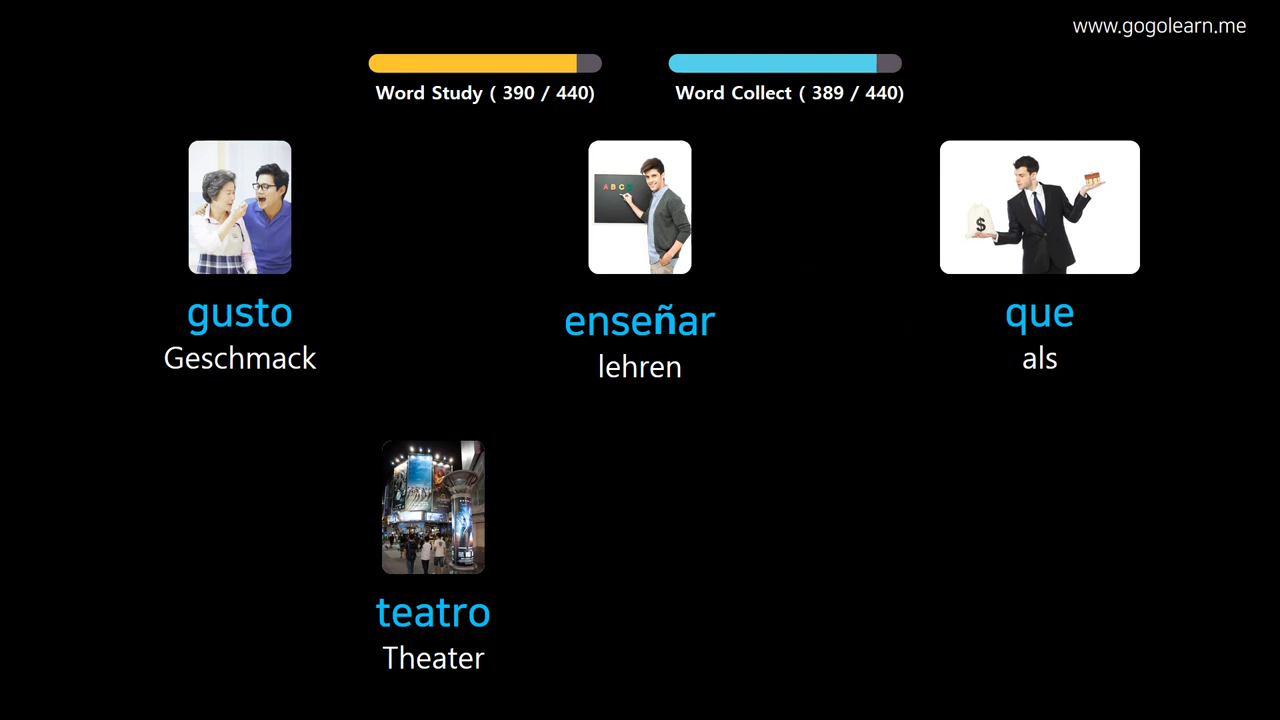 www.gogolearn.me
Word Study ( 390 / 440)
Word Collect ( 389 / 440)
A B C
gusto
Geschmack
enseñar
lehren
que
als
$
teatro
Theater